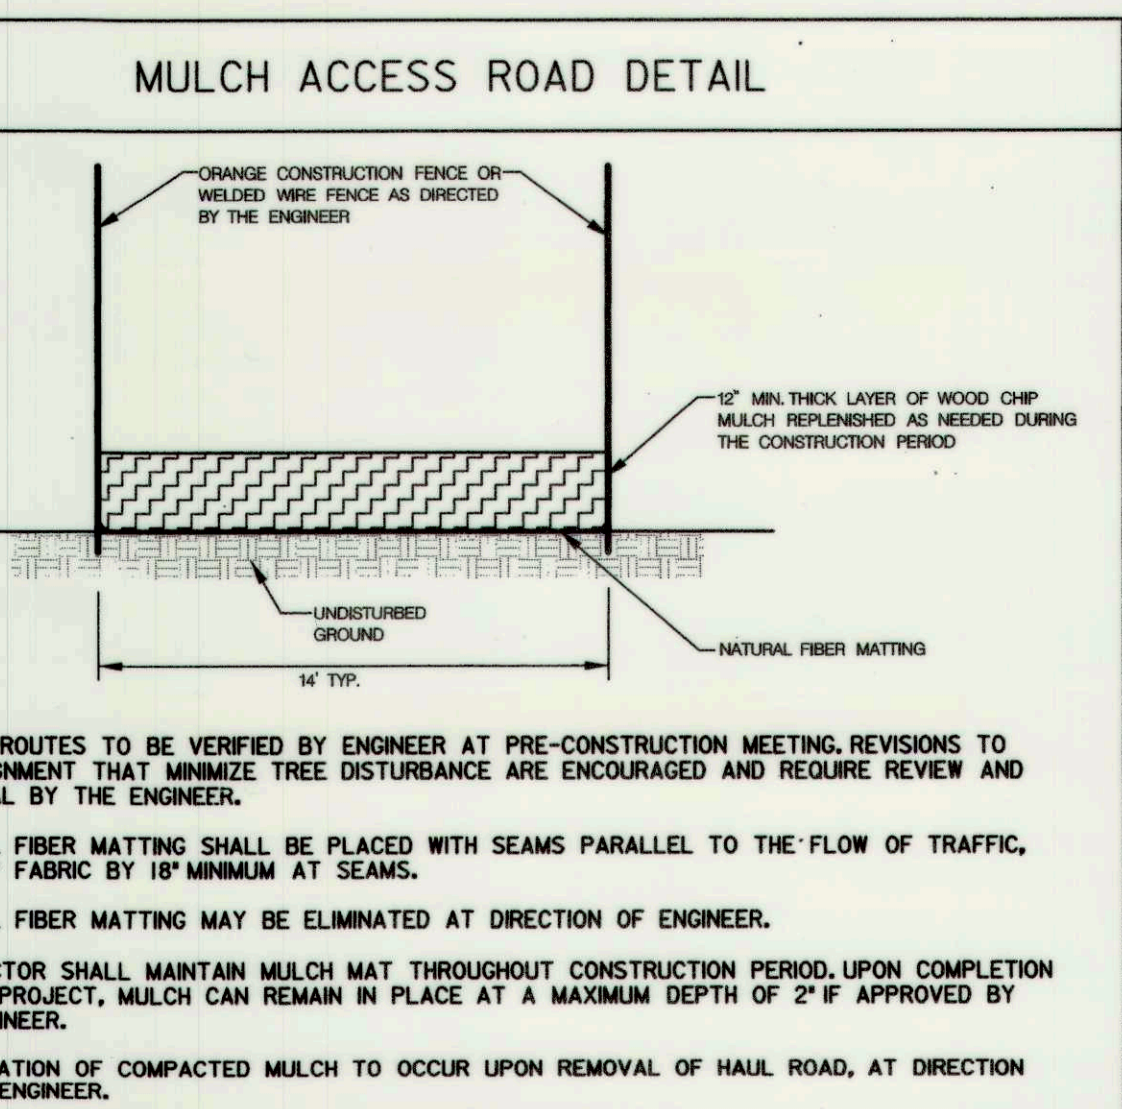 MULCH ACCESS ROAD DETAIL
ORANGE CONSTRUCTION FENCE OR
WELDED WIRE FENCE AS DIRECTED
BY THE ENGINEER
12" MIN. THICK LAYER OF WOOD CHIP
MULCH REPLENISHED AS NEEDED DURING
THE CONSTRUCTION PERIOD
UNDISTURBED
GROUND
NATURAL FIBER MATTING
14' TYP.
ROUTES TO BE VERIFIED BY ENGINEER AT PRE-CONSTRUCTION MEETING. REVISIONS TO
GNMENT THAT MINIMIZE TREE DISTURBANCE ARE ENCOURAGED AND REQUIRE REVIEW AND
L BY THE ENGINEER.
FIBER MATTING SHALL BE PLACED WITH SEAMS PARALLEL TO THE FLOW OF TRAFFIC,
FABRIC BY 18" MINIMUM AT SEAMS.
FIBER MATTING MAY BE ELIMINATED AT DIRECTION OF ENGINEER.
CTOR SHALL MAINTAIN MULCH MAT THROUGHOUT CONSTRUCTION PERIOD. UPON COMPLETION
PROJECT, MULCH CAN REMAIN IN PLACE AT A MAXIMUM DEPTH OF 2" IF APPROVED BY
INEER.
ATION OF COMPACTED MULCH TO OCCUR UPON REMOVAL OF HAUL ROAD, AT DIRECTION
ENGINEER.